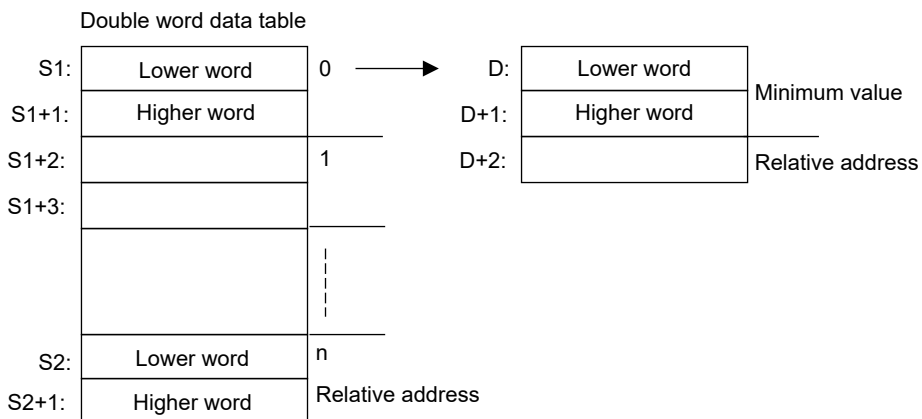 Double word data table
S1: Lower word 0 D: Lower word
Minimum value
S1+1: Higher word D+1: Higher word
S1+2: 1 D+2: Relative address
S1+3:
S2: Lower word n
Relative address
S2+1: Higher word